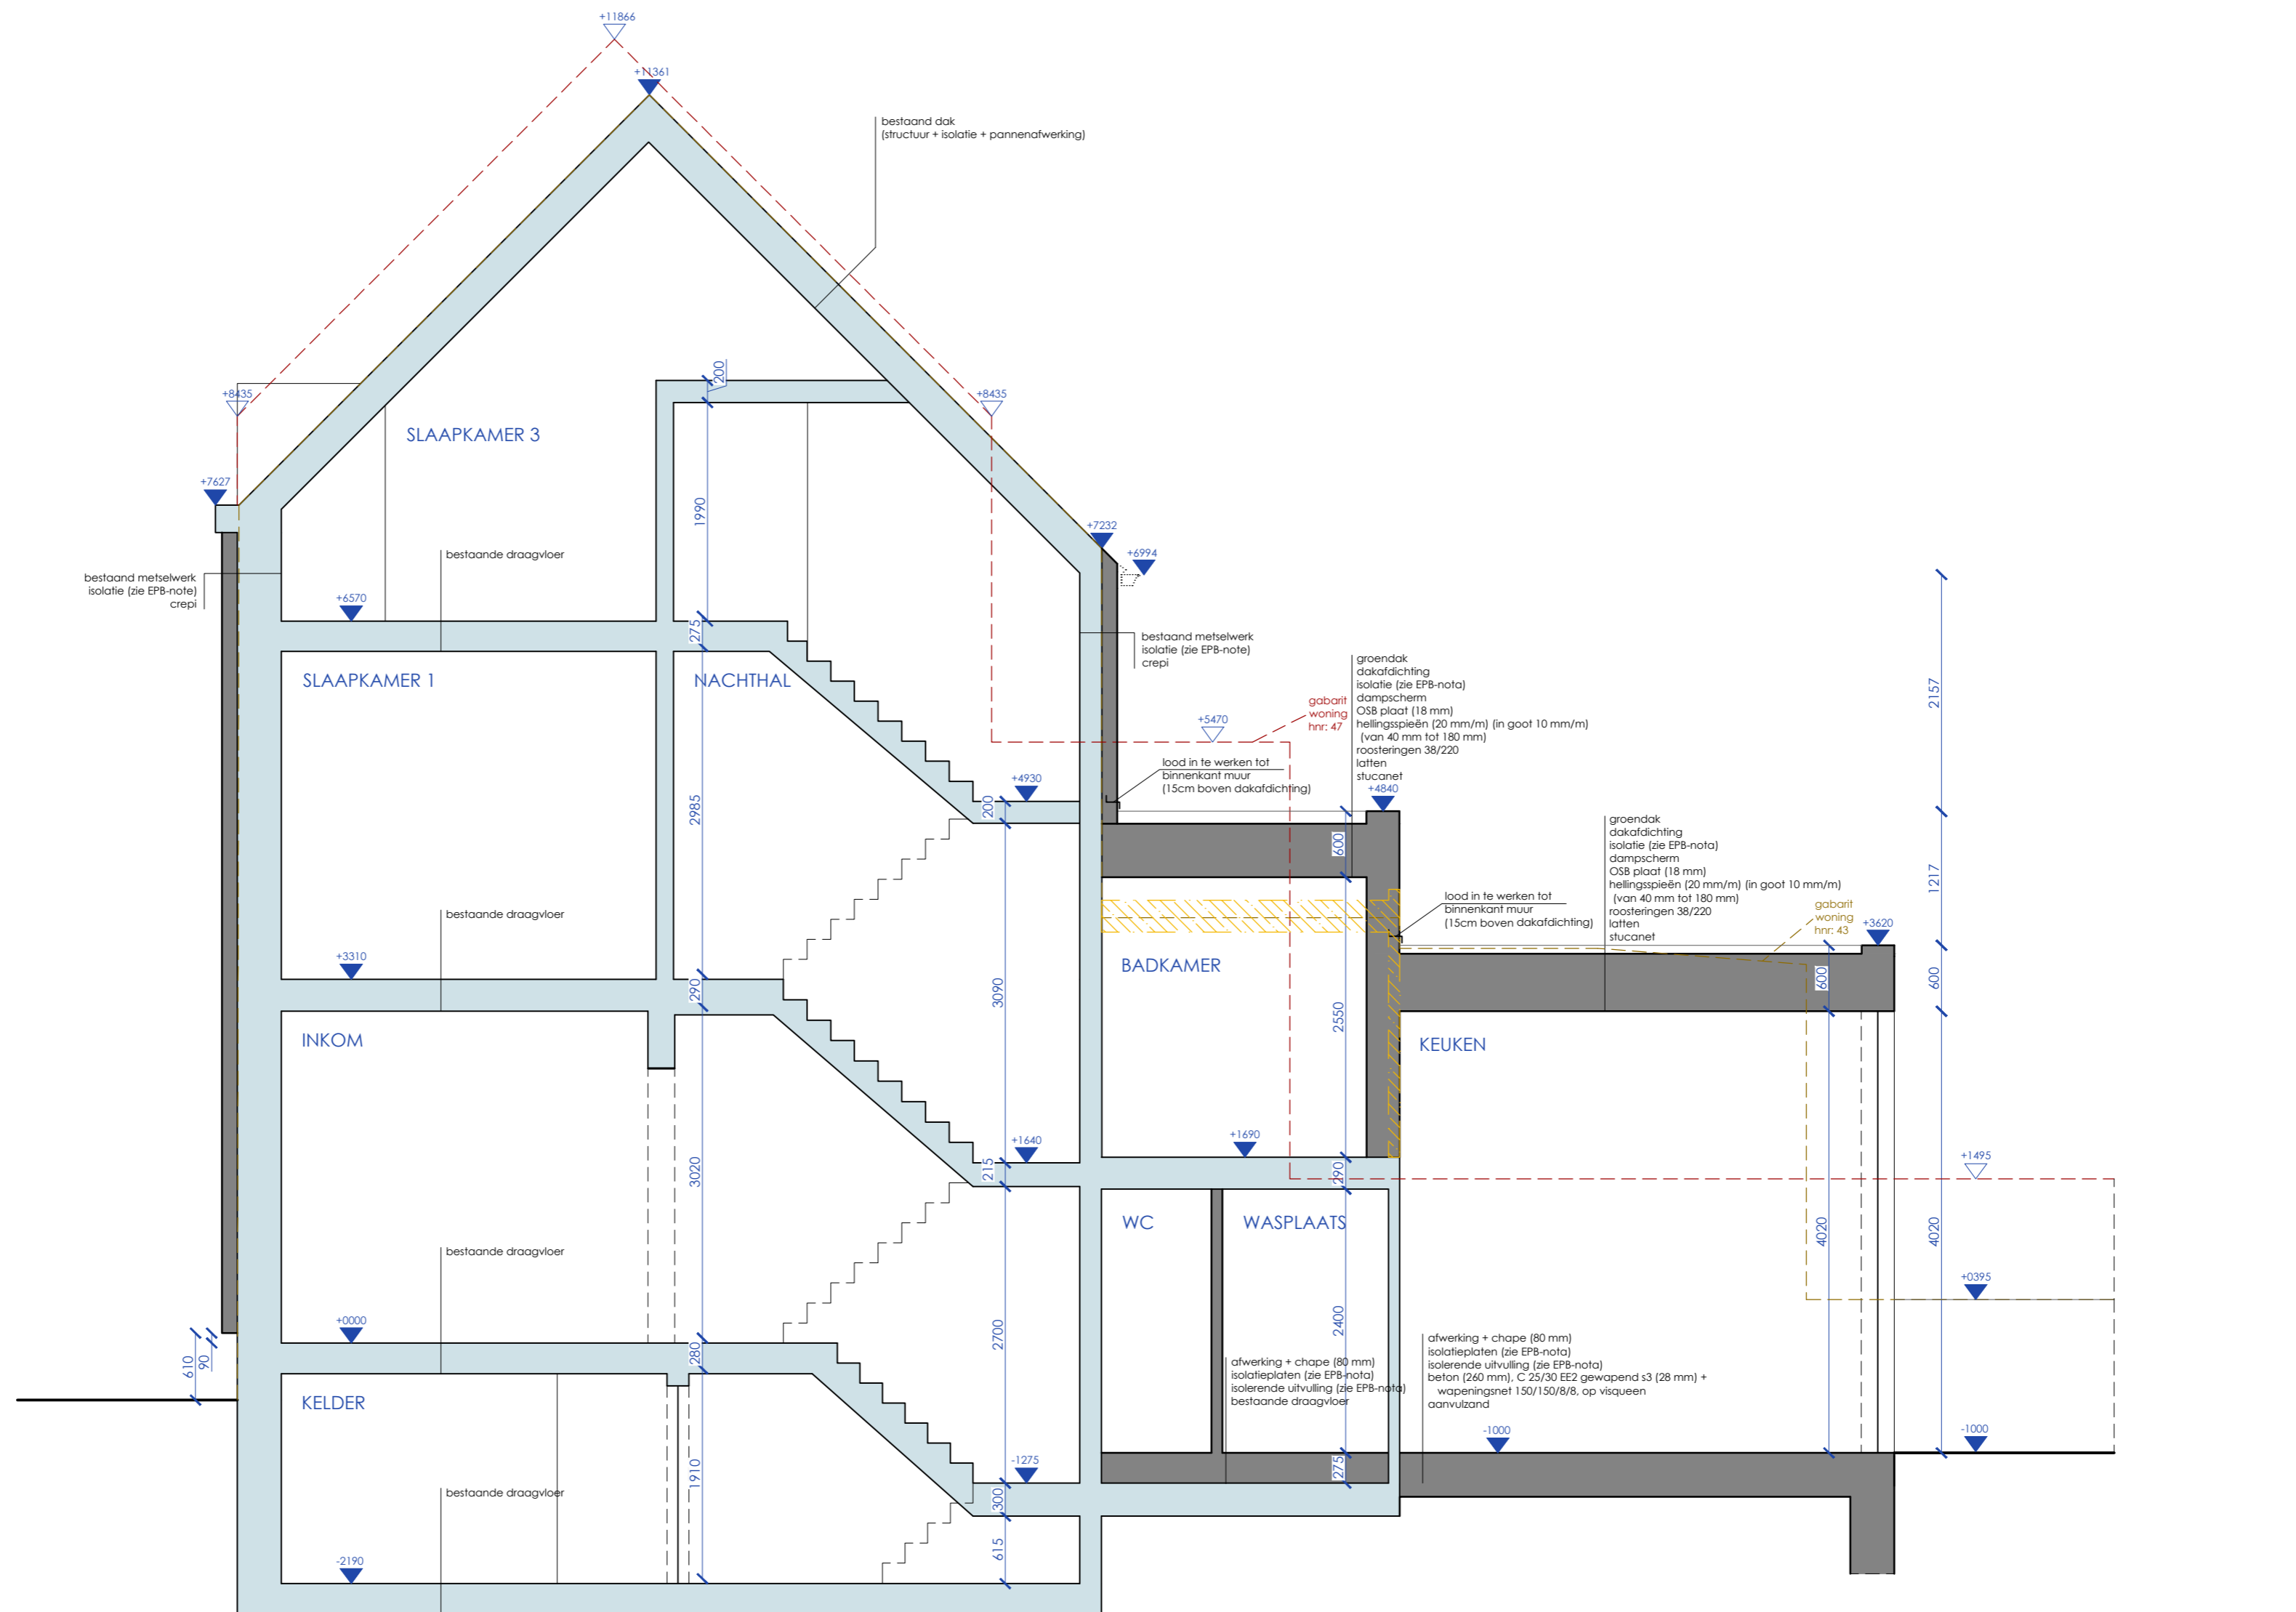 +11866
+11361
bestaand dak
(structuur + isolatie + pannenafwerking)
200
+8435
+8435
SLAAPKAMER 3
+7627
1990
+7232
+6994
bestaande draagvloer
bestaand metselwerk
isolatie (zie EPB-note)
crepi
+6570
275
bestaand metselwerk
isolatie (zie EPB-note)
crepi
SLAAPKAMER 1
NACHTHAL
groendak
dakafdichting
isolatie (zie EPB-nota)
dampscherm
OSB plaat (18 mm)
hellingsspieën (20 mm/m) (in goot 10 mm/m)
(van 40 mm tot 180 mm)
roosteringen 38/220
latten
stucanet
gabarit
woning
hnr: 47
2157
+5470
lood in te werken tot
binnenkant muur
(15cm boven dakafdichting)
+4930
+4840
2985
200
600
groendak
dakafdichting
isolatie (zie EPB-nota)
dampscherm
OSB plaat (18 mm)
hellingsspieën (20 mm/m) (in goot 10 mm/m)
(van 40 mm tot 180 mm)
roosteringen 38/220
latten
stucanet
1217
lood in te werken tot
binnenkant muur
(15cm boven dakafdichting)
gabarit
woning
hnr: 43
+3620
bestaande draagvloer
+3310
290
3090
BADKAMER
600
600
2550
INKOM
KEUKEN
+1690
+1640
3020
215
290
+1495
WC
WASPLAATS
4020
4020
bestaande draagvloer
+0395
+0000
610
90
280
2700
2400
afwerking + chape (80 mm)
isolatieplaten (zie EPB-nota)
isolerende uitvulling (zie EPB-nota)
bestaande draagvloer
afwerking + chape (80 mm)
isolatieplaten (zie EPB-nota)
isolerende uitvulling (zie EPB-nota)
beton (260 mm), C 25/30 EE2 gewapend s3 (28 mm) +
wapeningsnet 150/150/8/8, op visqueen
aanvulzand
KELDER
-1000
-1000
1910
-1275
275
bestaande draagvloer
300
615
-2190